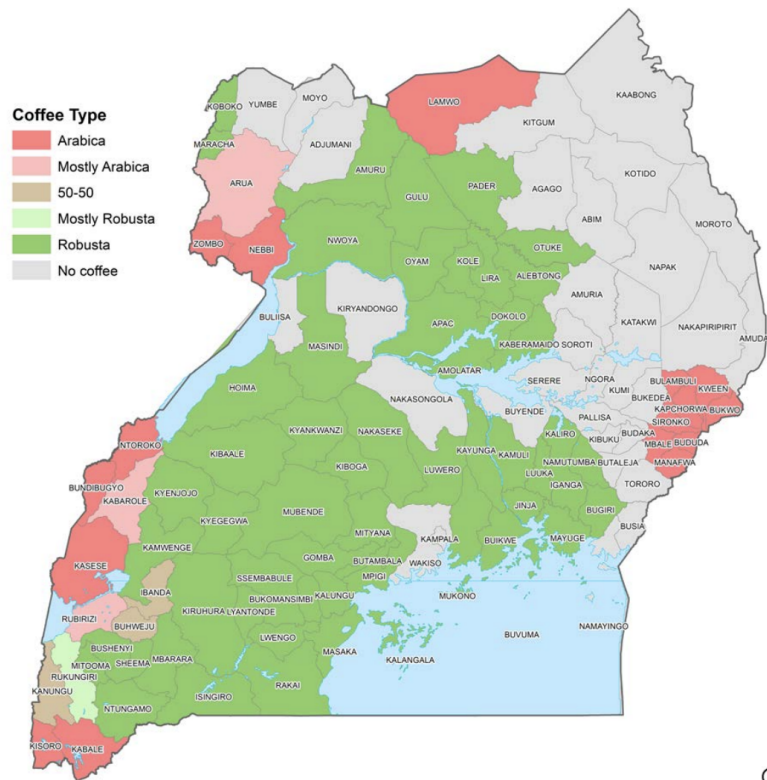 Coffee Type
Arabica
Mostly Arabica
50-50
Mostly Robusta
Robusta
No coffee
KAABONG
LAMWO
MOYO
YUMBE
KOBOKO
KITGUM
ADJUMANI
MARACHA
KOTIDO
AMURU
ARUA
PADER
AGAGO
GULU
ABIM
MOROTO
NWOYA
ZOMBO
NEBBI
OTUKE
OYAM
KOLE
NAPAK
LIRA
ALEBTONG
AMURIA
KIRYANDONGO
BULIISA
DOKOLO
KATAKWI
APAC
NAKAPIRIPIRIT
AMUDA
MASINDI
KABERAMAIDO
SOROTI
AMOLATAR
HOIMA
SERERE
NGORA
KUMI
BULAMBULI
KWEEN
NAKASONGOLA
BUKEDEA
KAPCHORWA
BUKWO
BUYENDE
PALLISA
SIRONKO
KYANKWANZI
NAKASEKE
KALIRO
KIBUKU
BUDAKA
MBALE
BUDUDA
NTOROKO
KIBAALE
KAYUNGA
KAMULI
NAMUTUMBA
BUTALEJA
MANAFWA
KIBOGA
LUWERO
LUUKA
IGANGA
TORORO
BUNDIBUGYO
KABAROLE
KYENJOJO
MUBENDE
JINJA
BUGIRI
KYEGEGWA
BUSIA
MITYANA
KAMPALA
BUIKWE
MAYUGE
KASESE
KAMWENGE
GOMBA
BUTAMBALA
WAKISO
SSEMBABULE
MPIGI
IBANDA
BUKOMANSIMBI
KALUNGU
MUKONO
KIRUHURA
LYANTONDE
RUBIRIZI
BUHWEJU
NAMAYINGO
LWENGO
BUVUMA
BUSHENYI
MASAKA
KALANGALA
MITOOMA
SHEEMA
MBARARA
RUKUNGIRI
RAKAI
KANUNGU
ISINGIRO
NTUNGAMO
KISORO
KABALE